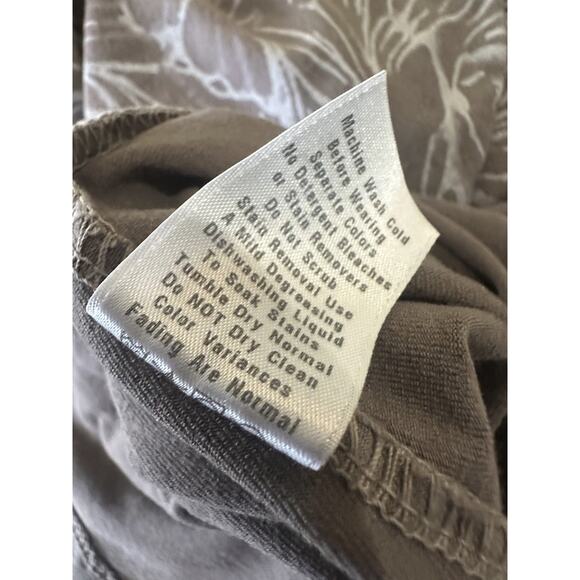 Machine Wash Cold
Before Wearing
Separate Colors
No Detergent Bleaches
or Stain Removers
Do Not Scrub
Stain Removal Use
A Mild Degressing
Dishwashing Liquid
To Soak Stains
Tumble Dry Normal
Do NOT Dry Clean
Color Variances
Fading Are Normal